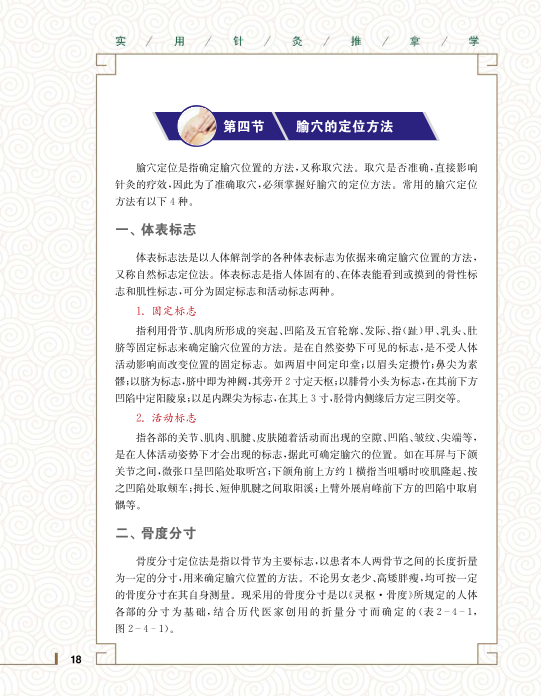 实 / 用 / 针 / 灸 / 推 / 拿 / 学
第四节 腧穴的定位方法
腧穴定位是指确定腧穴位置的方法,又称取穴法。取穴是否准确,直接影响
针灸的疗效,因此为了准确取穴,必须掌握好腧穴的定位方法。常用的腧穴定位
方法有以下4种。
一、体表标志
体表标志法是以人体解剖学的各种体表标志为依据来确定腧穴位置的方法,
又称自然标志定位法。体表标志是指人体固有的、在体表能看到或摸到的骨性标
志和肌性标志,可分为固定标志和活动标志两种。
1. 固定标志
指利用骨节、肌肉所形成的突起、凹陷及五官轮廓、发际、指(趾)甲、乳头、肚
脐等固定标志来确定腧穴位置的方法。是在自然姿势下可见的标志,是不受人体
活动影响而改变位置的固定标志。如两眉中间定印堂;以眉头定攒竹;鼻尖为素
髎;以脐为标志,脐中即为神阙,其旁开2寸定天枢;以腓骨小头为标志,在其前下方
凹陷中定阳陵泉;以足内踝尖为标志,在其上3寸,胫骨内侧缘后方定三阴交等。
2. 活动标志
指各部的关节、肌肉、肌腱、皮肤随着活动而出现的空隙、凹陷、皱纹、尖端等,
是在人体活动姿势下才会出现的标志,据此可确定腧穴的位置。如在耳屏与下颌
关节之间,微张口呈凹陷处取听宫;下颌角前上方约1横指当咀嚼时咬肌隆起、按
之凹陷处取颊车;拇长、短伸肌腱之间取阳溪;上臂外展肩峰前下方的凹陷中取肩
髃等。
二、骨度分寸
骨度分寸定位法是指以骨节为主要标志,以患者本人两骨节之间的长度折量
为一定的分寸,用来确定腧穴位置的方法。不论男女老少、高矮胖瘦,均可按一定
的骨度分寸在其自身测量。现采用的骨度分寸是以《灵枢·骨度》所规定的人体
各部的分寸为基础,结合历代医家创用的折量分寸而确定的(表2-4-1,
图2-4-1)。
18